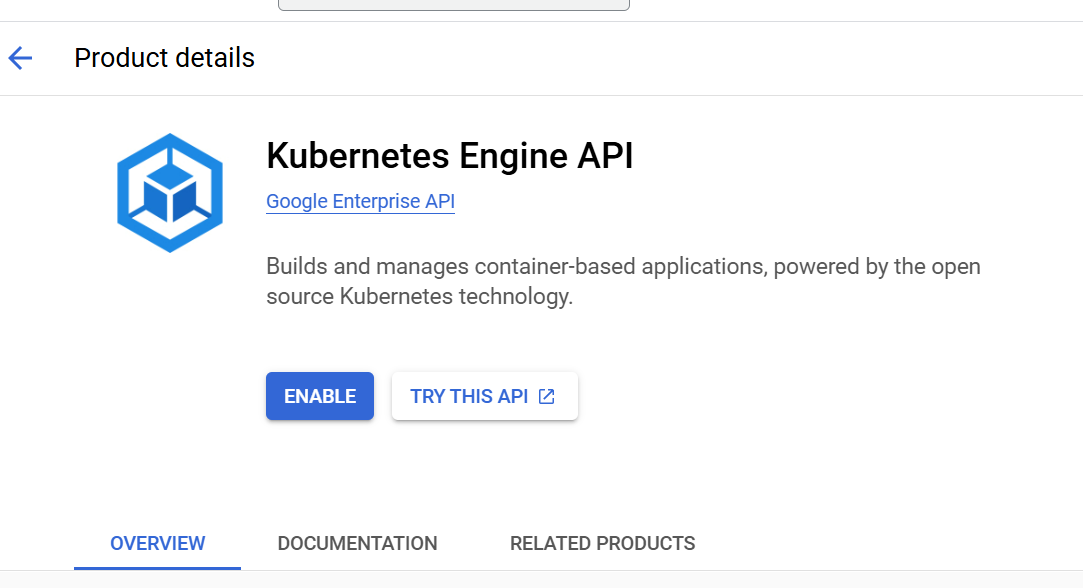 Product details
Kubernetes Engine API
Google Enterprise API
Builds and manages container-based applications, powered by the open
source Kubernetes technology.
ENABLE
TRY THIS API
OVERVIEW
DOCUMENTATION
RELATED PRODUCTS